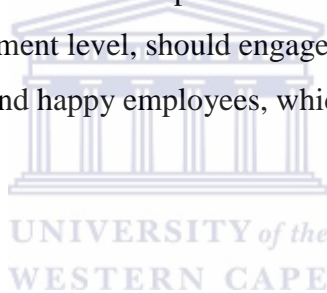 ment level, should engage
nd happy employees, whic
UNIVERSITY of the
WESTERN CAPE